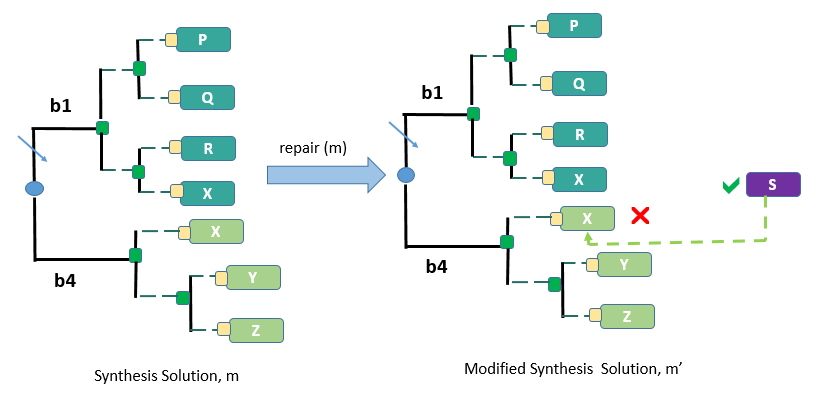 P
Q
b1
R
X
X
b4
Y
Z
Synthesis Solution, m
repair (m)
P
Q
b1
R
X
S
X
b4
Y
Z
Modified Synthesis Solution, m’